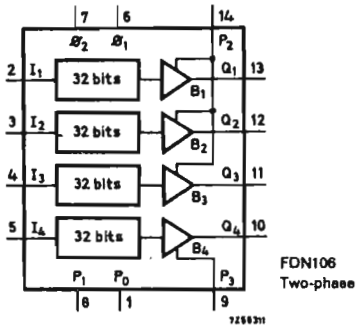 7 6 14
Ø2 Ø1 P2
2 I1 32 bits B1 Q1 13
3 I2 32 bits B2 Q2 12
4 I3 32 bits B3 Q3 11
5 I4 32 bits B4 Q4 10
FDN106
Two-phase
P1 P0 P3
8 1 9